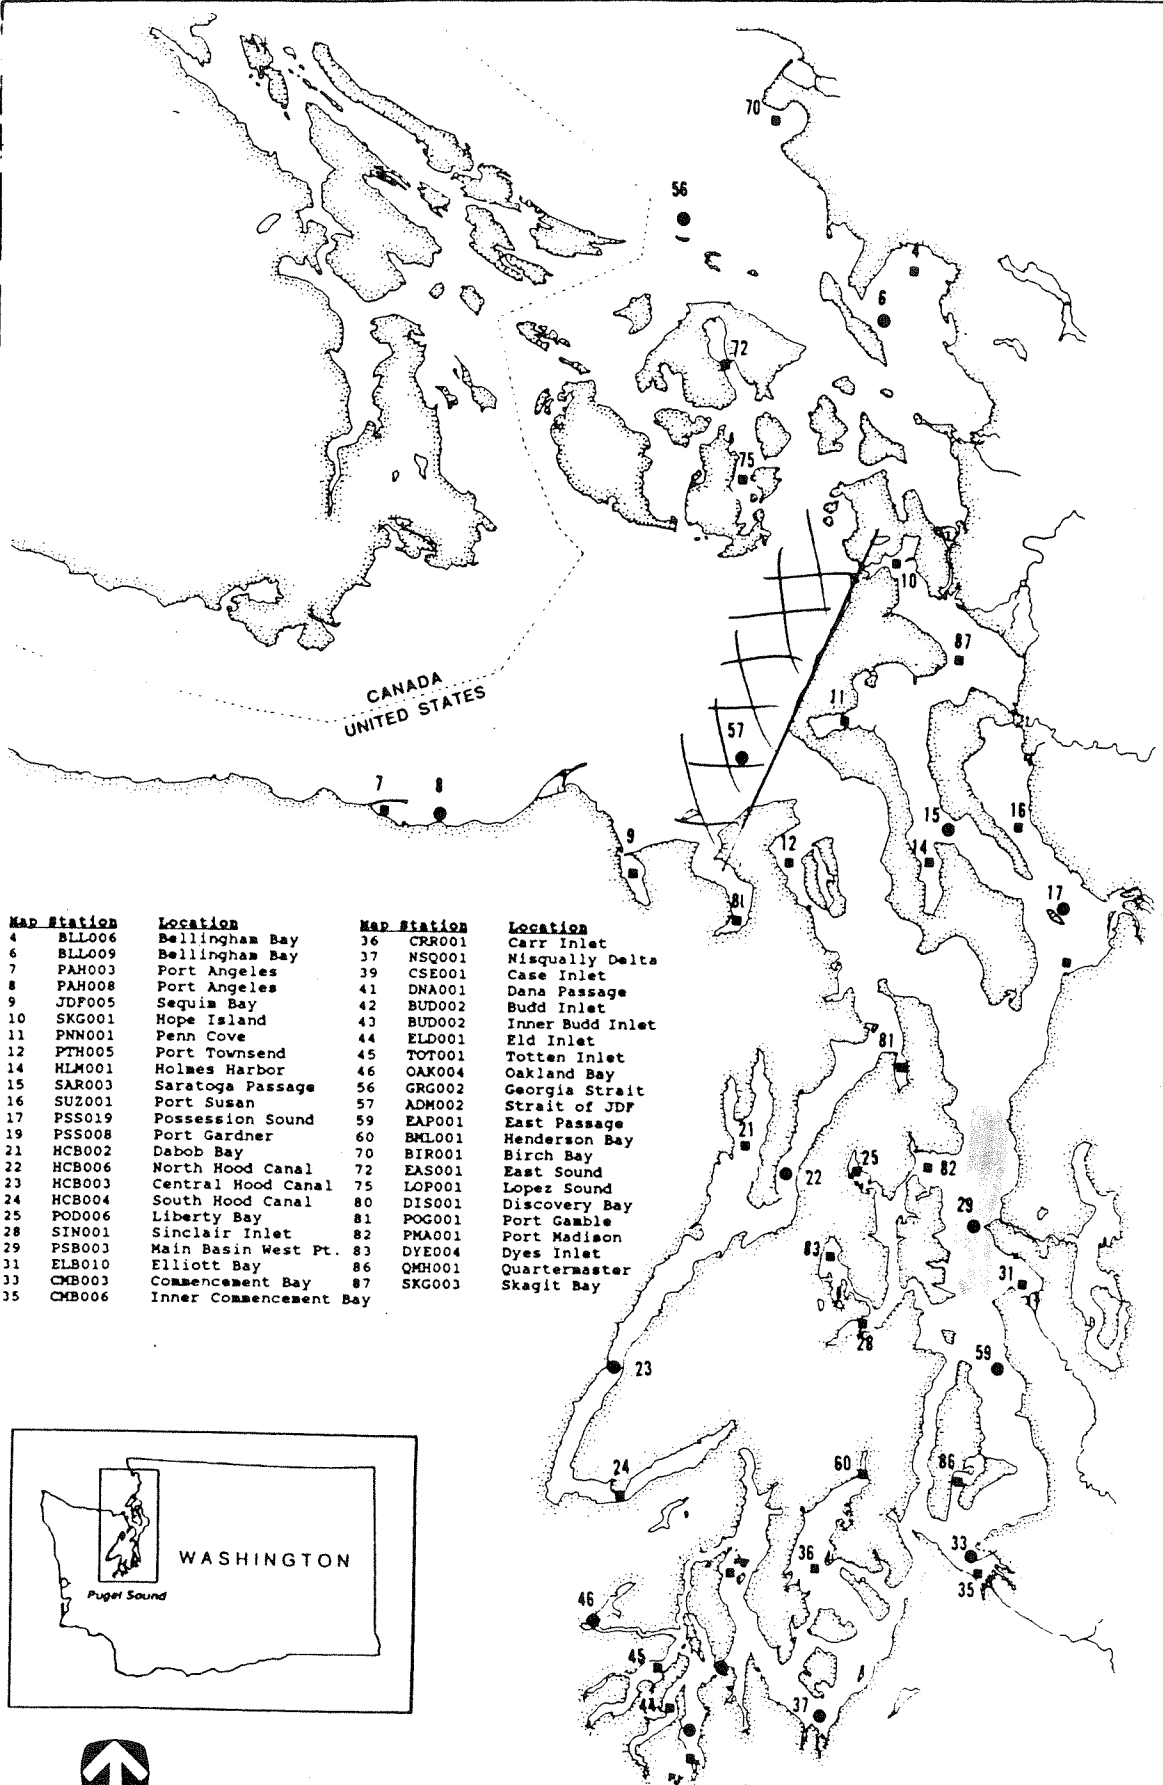 70
56
4
6
72
75
10
87
CANADA
UNITED STATES
11
57
7
8
15
16
9
12
14
17
81
Map Station Location Map Station Location
4 BLL006 Bellingham Bay 36 CRR001 Carr Inlet
6 BLL009 Bellingham Bay 37 NSQ001 Nisqually Delta
7 PAH003 Port Angeles 39 CSE001 Case Inlet
8 PAH008 Port Angeles 41 DNA001 Dana Passage
9 JDF005 Sequim Bay 42 BUD002 Budd Inlet
10 SKG001 Hope Island 43 BUD002 Inner Budd Inlet
11 PNN001 Penn Cove 44 ELD001 Eld Inlet
12 PTH005 Port Townsend 45 TOT001 Totten Inlet
14 HLM001 Holmes Harbor 46 OAK004 Oakland Bay
15 SAR003 Saratoga Passage 56 GRG002 Georgia Strait
16 SUZ001 Port Susan 57 ADM002 Strait of JDF
17 PSS019 Possession Sound 59 EAP001 East Passage
19 PSS008 Port Gardner 60 BML001 Henderson Bay
21 HCB002 Dabob Bay 70 BIR001 Birch Bay
22 HCB006 North Hood Canal 72 EAS001 East Sound
23 HCB003 Central Hood Canal 75 LOP001 Lopez Sound
24 HCB004 South Hood Canal 80 DIS001 Discovery Bay
25 POD006 Liberty Bay 81 POG001 Port Gamble
28 SIN001 Sinclair Inlet 82 PMA001 Port Madison
29 PSB003 Main Basin West Pt. 83 DYE004 Dyes Inlet
31 ELB010 Elliott Bay 86 QMH001 Quartermaster
33 CMB003 Commencement Bay 87 SKG003 Skagit Bay
35 CMB006 Inner Commencement Bay
81
21
22
25
82
29
83
31
28
23
59
24
60
86
WASHINGTON
Puget Sound
36
33
35
46
45
44
37